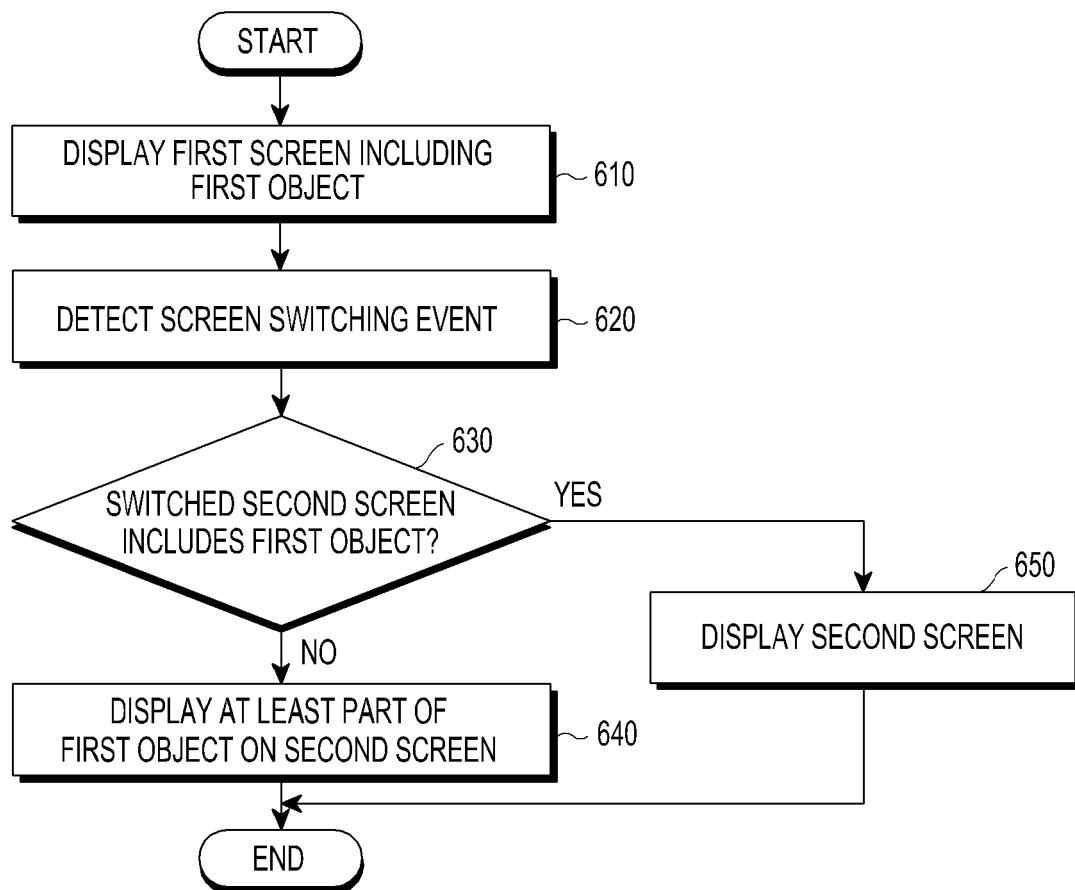 START
DISPLAY FIRST SCREEN INCLUDING
FIRST OBJECT
610
DETECT SCREEN SWITCHING EVENT
620
630
SWITCHED SECOND SCREEN
INCLUDES FIRST OBJECT?
YES
650
DISPLAY SECOND SCREEN
NO
DISPLAY AT LEAST PART OF
FIRST OBJECT ON SECOND SCREEN
640
END